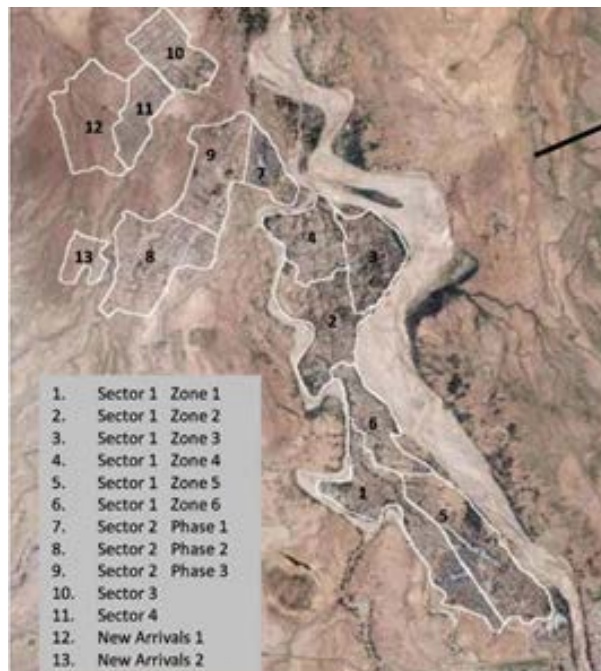 10
11
12
9
7
13
8
4
3
2
6
1
5
1. Sector 1 Zone 1
2. Sector 1 Zone 2
3. Sector 1 Zone 3
4. Sector 1 Zone 4
5. Sector 1 Zone 5
6. Sector 1 Zone 6
7. Sector 2 Phase 1
8. Sector 2 Phase 2
9. Sector 2 Phase 3
10. Sector 3
11. Sector 4
12. New Arrivals 1
13. New Arrivals 2